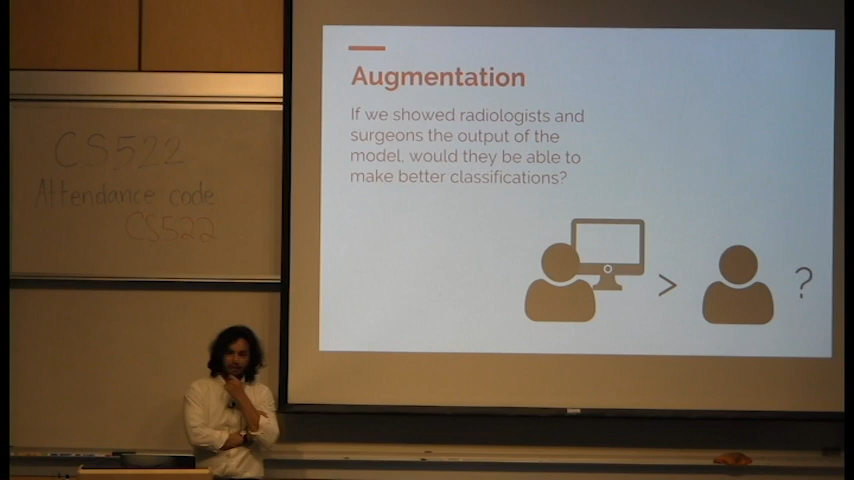 CS522
Attendance code
CS522
Augmentation
If we showed radiologists and
surgeons the output of the
model, would they be able to
make better classifications?
> ?